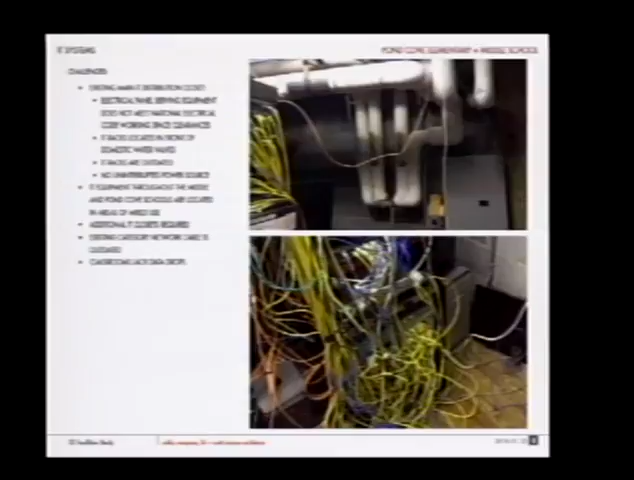 IT SYSTEMS
POND COVE ELEMENTARY + MIDDLE SCHOOL
CHALLENGES
• EXISTING MAIN IT DISTRIBUTION CLOSET
• ELECTRICAL PANEL SERVING EQUIPMENT
DOES NOT MEET NATIONAL ELECTRICAL
CODE WORKING SPACE CLEARANCES
• IT RACKS LOCATED IN FRONT OF
DOMESTIC WATER VALVES
• IT RACKS ARE OUTDATED
• NO UNINTERRUPTED POWER SOURCE
• IT EQUIPMENT THROUGHOUT THE MIDDLE
AND POND COVE SCHOOLS ARE LOCATED
IN AREAS OF MIXED USE
• ADDITIONAL IT CLOSETS REQUIRED
• EXISTING CATEGORY NETWORK CABLE IS
OUTDATED
• CLASSROOMS LACK DATA DROPS